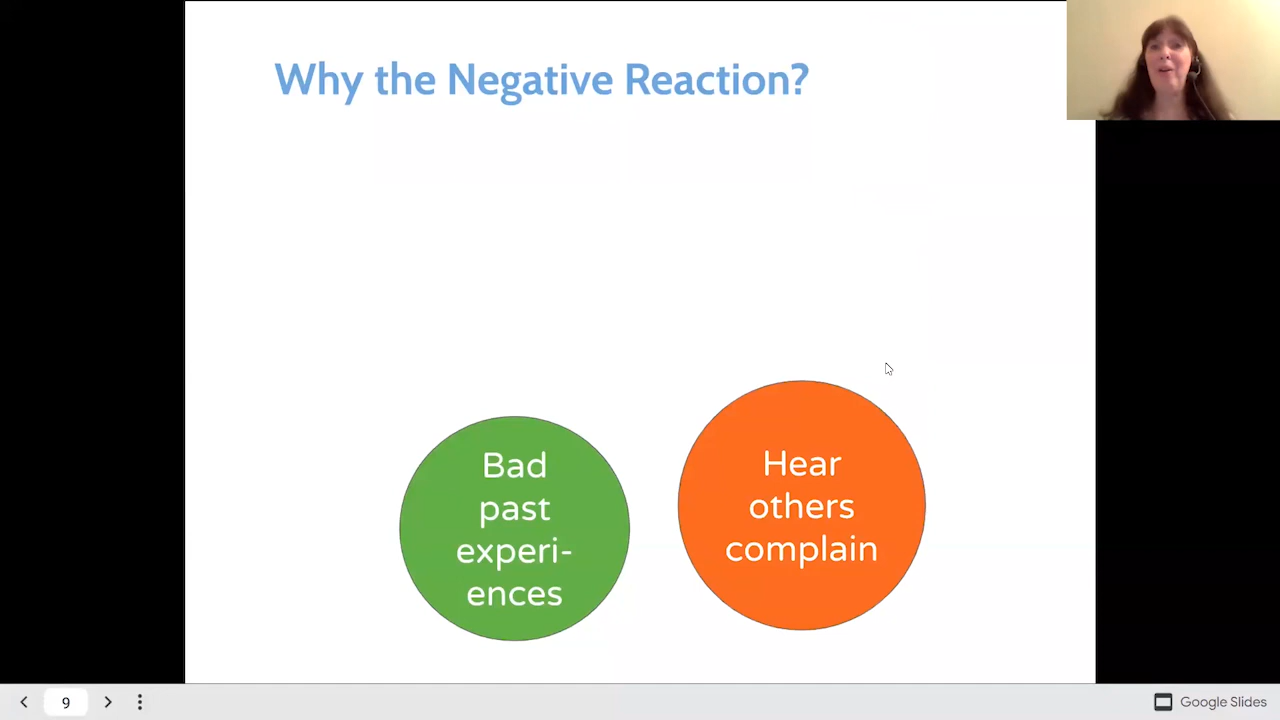 Why the Negative Reaction?
Bad
past
experi-
ences
Hear
others
complain
9
Google Slides